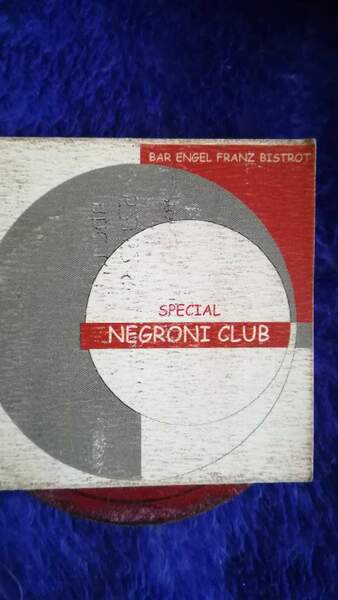 BAR ENGEL FRANZ BISTROT
SPECIAL
NEGRONI CLUB